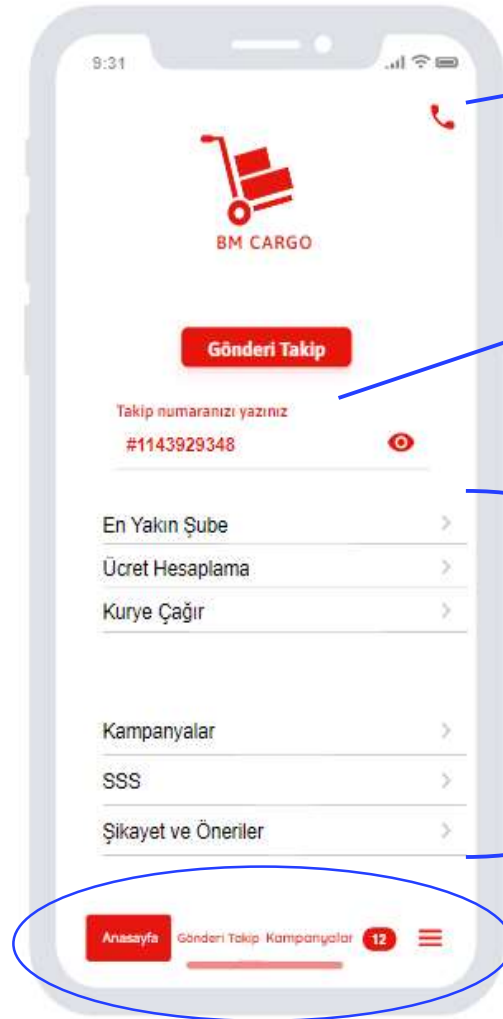 9:31
BM CARGO
Gönderi Takip
Takip numaranızı yazınız
#1143929348
En Yakın Şube
Ücret Hesaplama
Kurye Çağır
Kampanyalar
SSS
Şikayet ve Öneriler
Anasayfa Gönderi Takip Kampanyalar 12